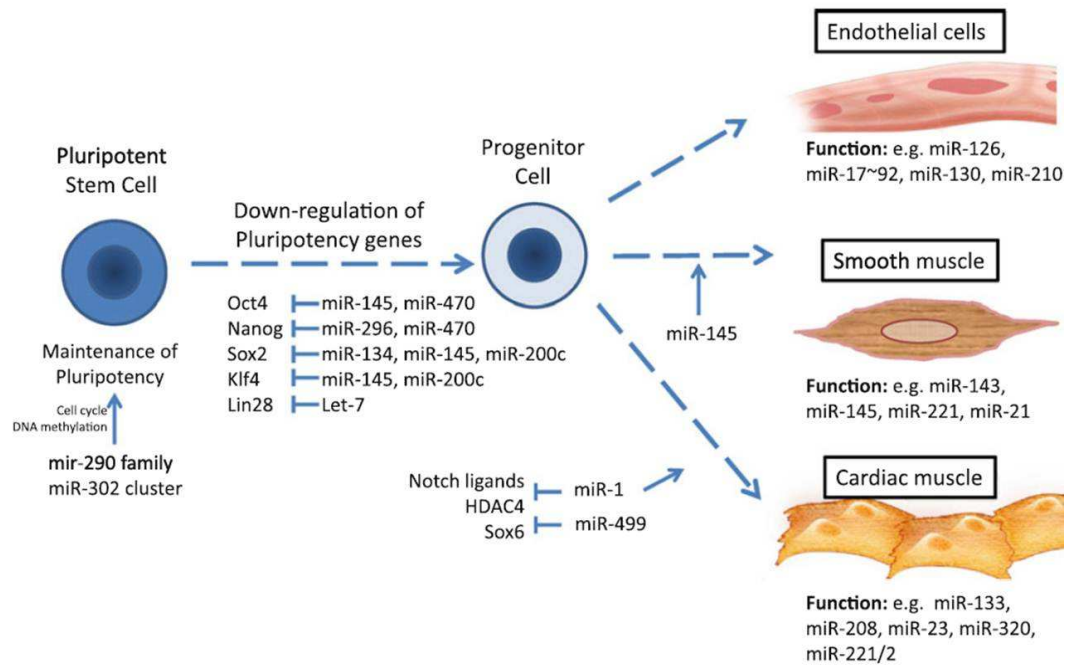 Pluripotent
Stem Cell
Maintenance of
Pluripotency
Cell cycle
DNA methylation
mir-290 family
miR-302 cluster
Down-regulation of
Pluripotency genes
Oct4 miR-145, miR-470
Nanog miR-296, miR-470
Sox2 miR-134, miR-145, miR-200c
Klf4 miR-145, miR-200c
Lin28 Let-7
Progenitor
Cell
miR-145
Notch ligands
HDAC4
Sox6
miR-1
miR-499
Endothelial cells
Function: e.g. miR-126,
miR-17~92, miR-130, miR-210
Smooth muscle
Function: e.g. miR-143,
miR-145, miR-221, miR-21
Cardiac muscle
Function: e.g. miR-133,
miR-208, miR-23, miR-320,
miR-221/2